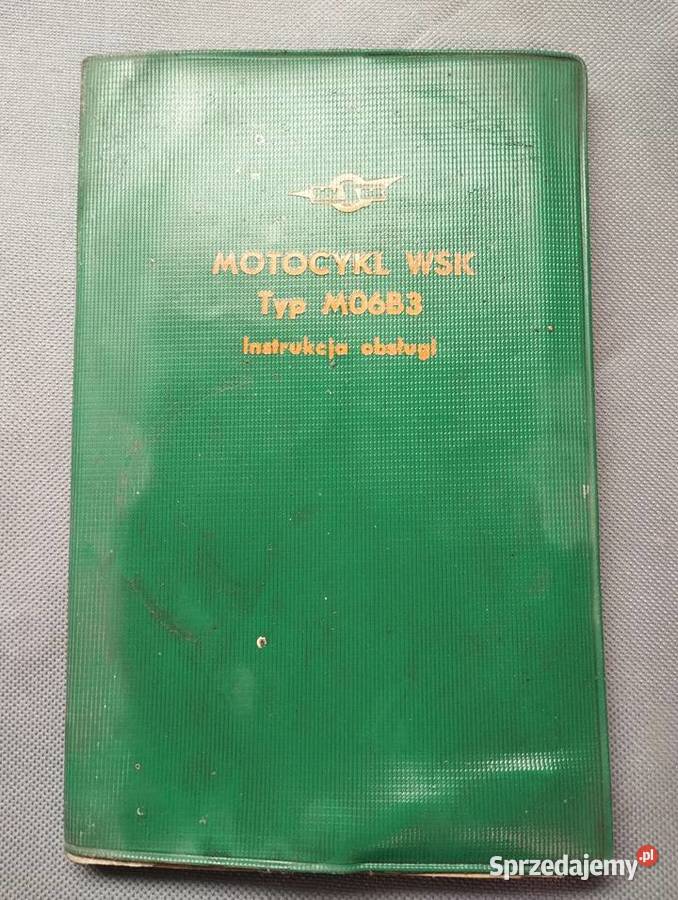 MOTOCYKL WSK
Typ M06B3
Instrukcja obsługi
Sprzedajemy.pl